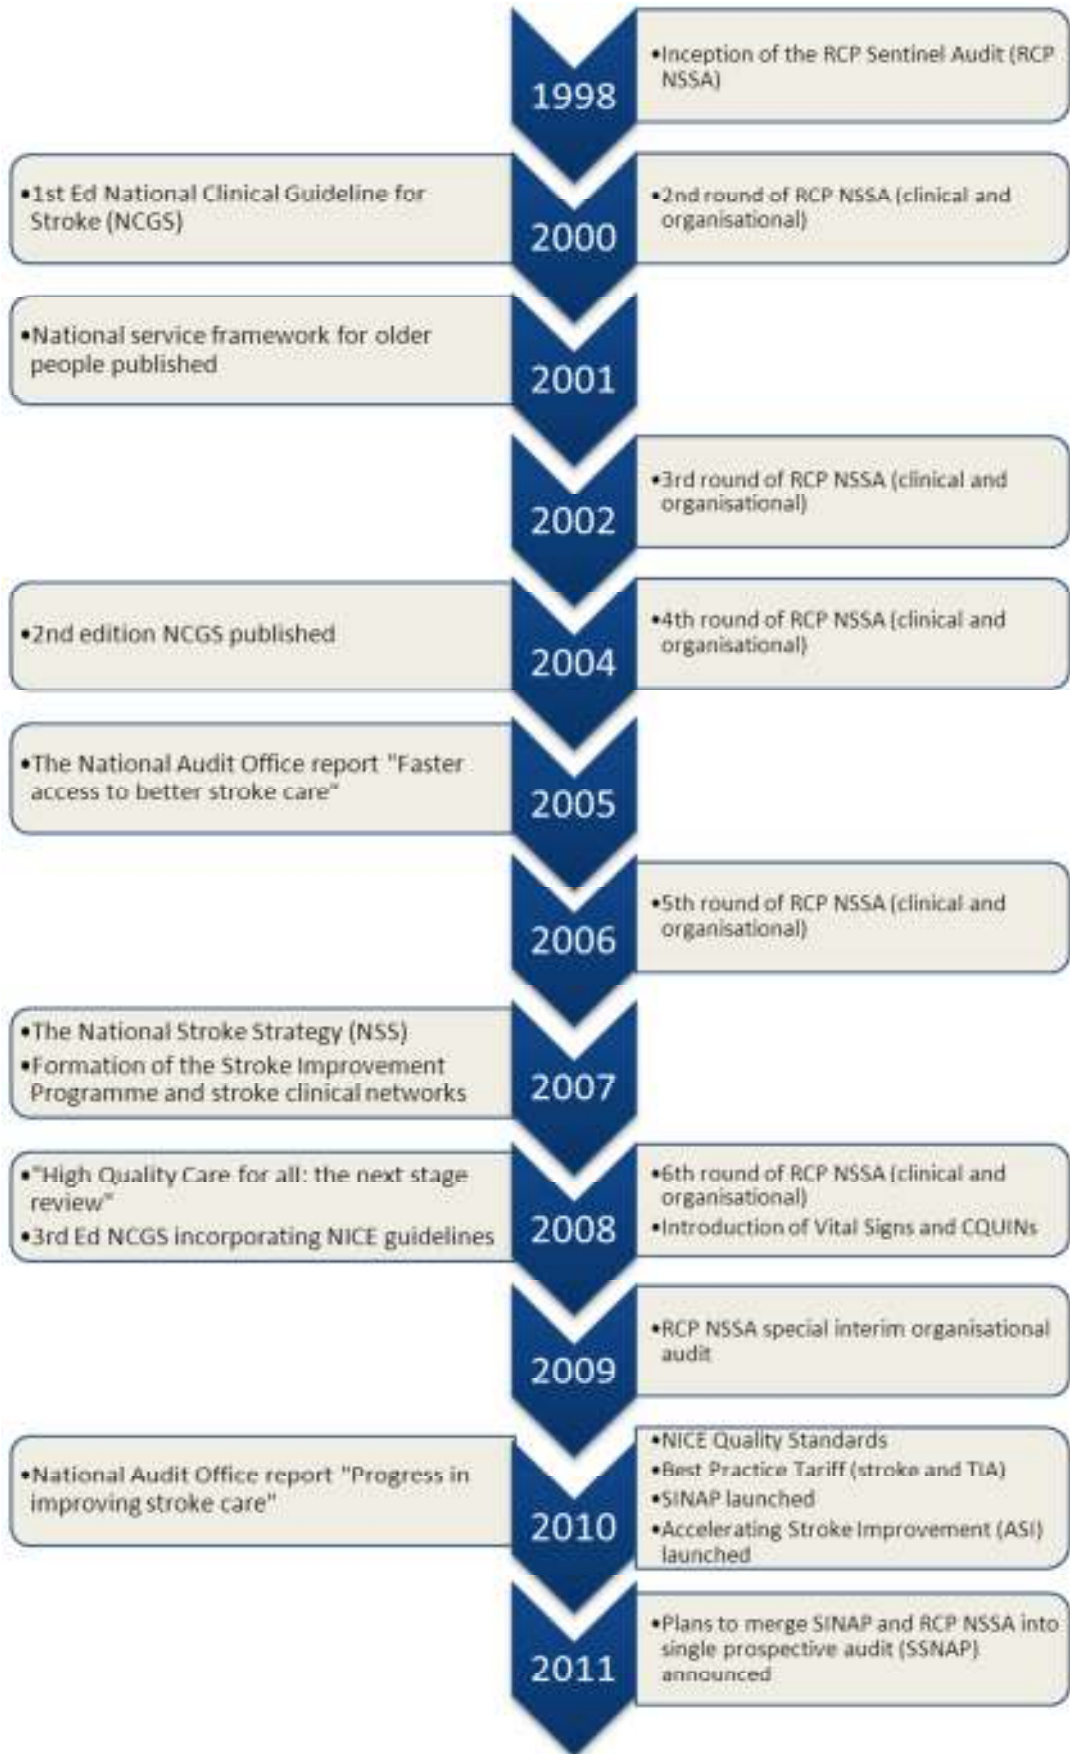 •Inception of the RCP Sentinel Audit (RCP
NSSA)
1998
•1st Ed National Clinical Guideline for
Stroke (NCGS)
2000
•2nd round of RCP NSSA (clinical and
organisational)
•National service framework for older
people published
2001
2002
•3rd round of RCP NSSA (clinical and
organisational)
•2nd edition NCGS published
2004
•4th round of RCP NSSA (clinical and
organisational)
•The National Audit Office report "Faster
access to better stroke care"
2005
2006
•5th round of RCP NSSA (clinical and
organisational)
•The National Stroke Strategy (NSS)
•Formation of the Stroke Improvement
Programme and stroke clinical networks
2007
•"High Quality Care for all: the next stage
review"
•3rd Ed NCGS incorporating NICE guidelines
2008
•6th round of RCP NSSA (clinical and
organisational)
•Introduction of Vital Signs and CQUINs
2009
•RCP NSSA special interim organisational
audit
•National Audit Office report "Progress in
improving stroke care"
2010
•NICE Quality Standards
•Best Practice Tariff (stroke and TIA)
•SINAP launched
•Accelerating Stroke Improvement (ASI)
launched
2011
•Plans to merge SINAP and RCP NSSA into
single prospective audit (SSNAP)
announced